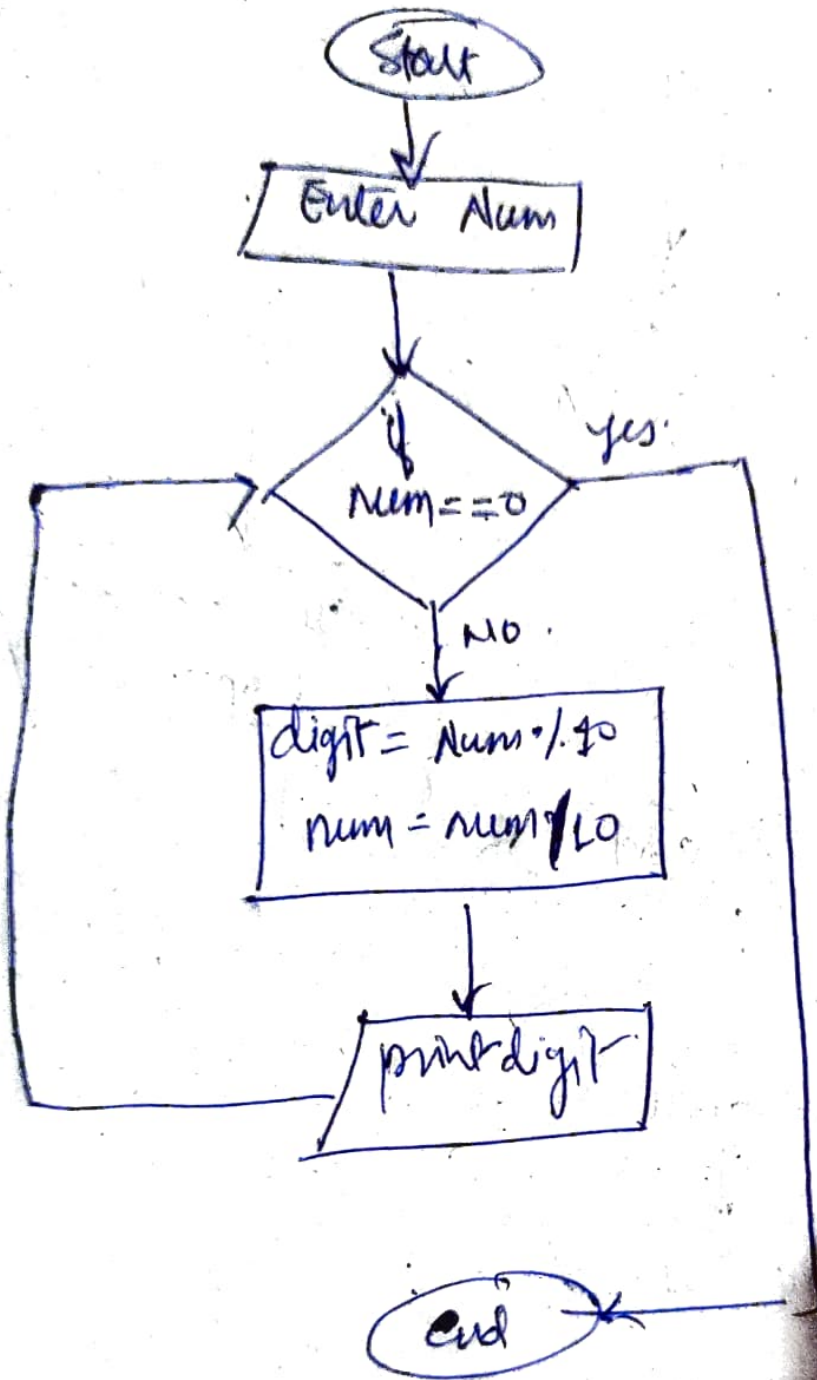 Start
Enter Num
if
num==0
yes.
NO.
digit = Num % 10
num = num/10
print digit
end